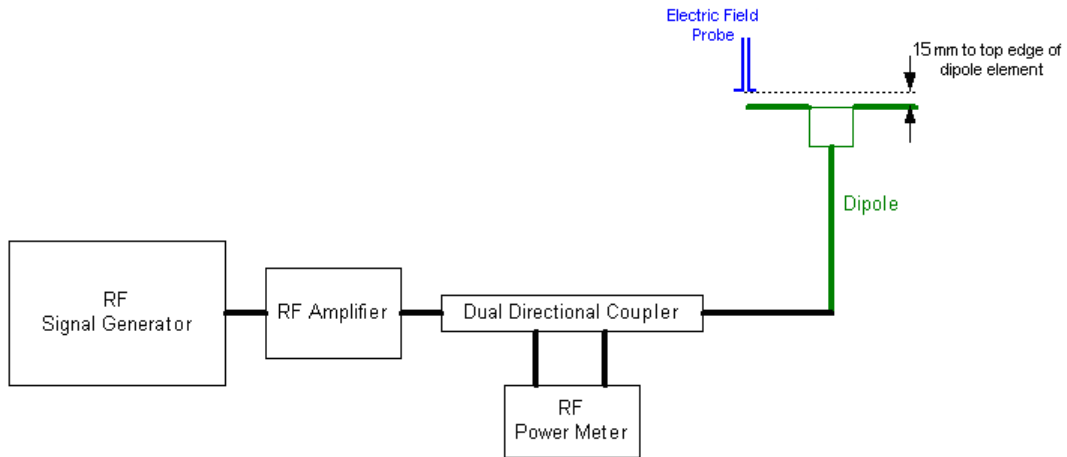 Electric Field
Probe
15 mm to top edge of
dipole element
Dipole
RF
Signal Generator
RF Amplifier
Dual Directional Coupler
RF
Power Meter